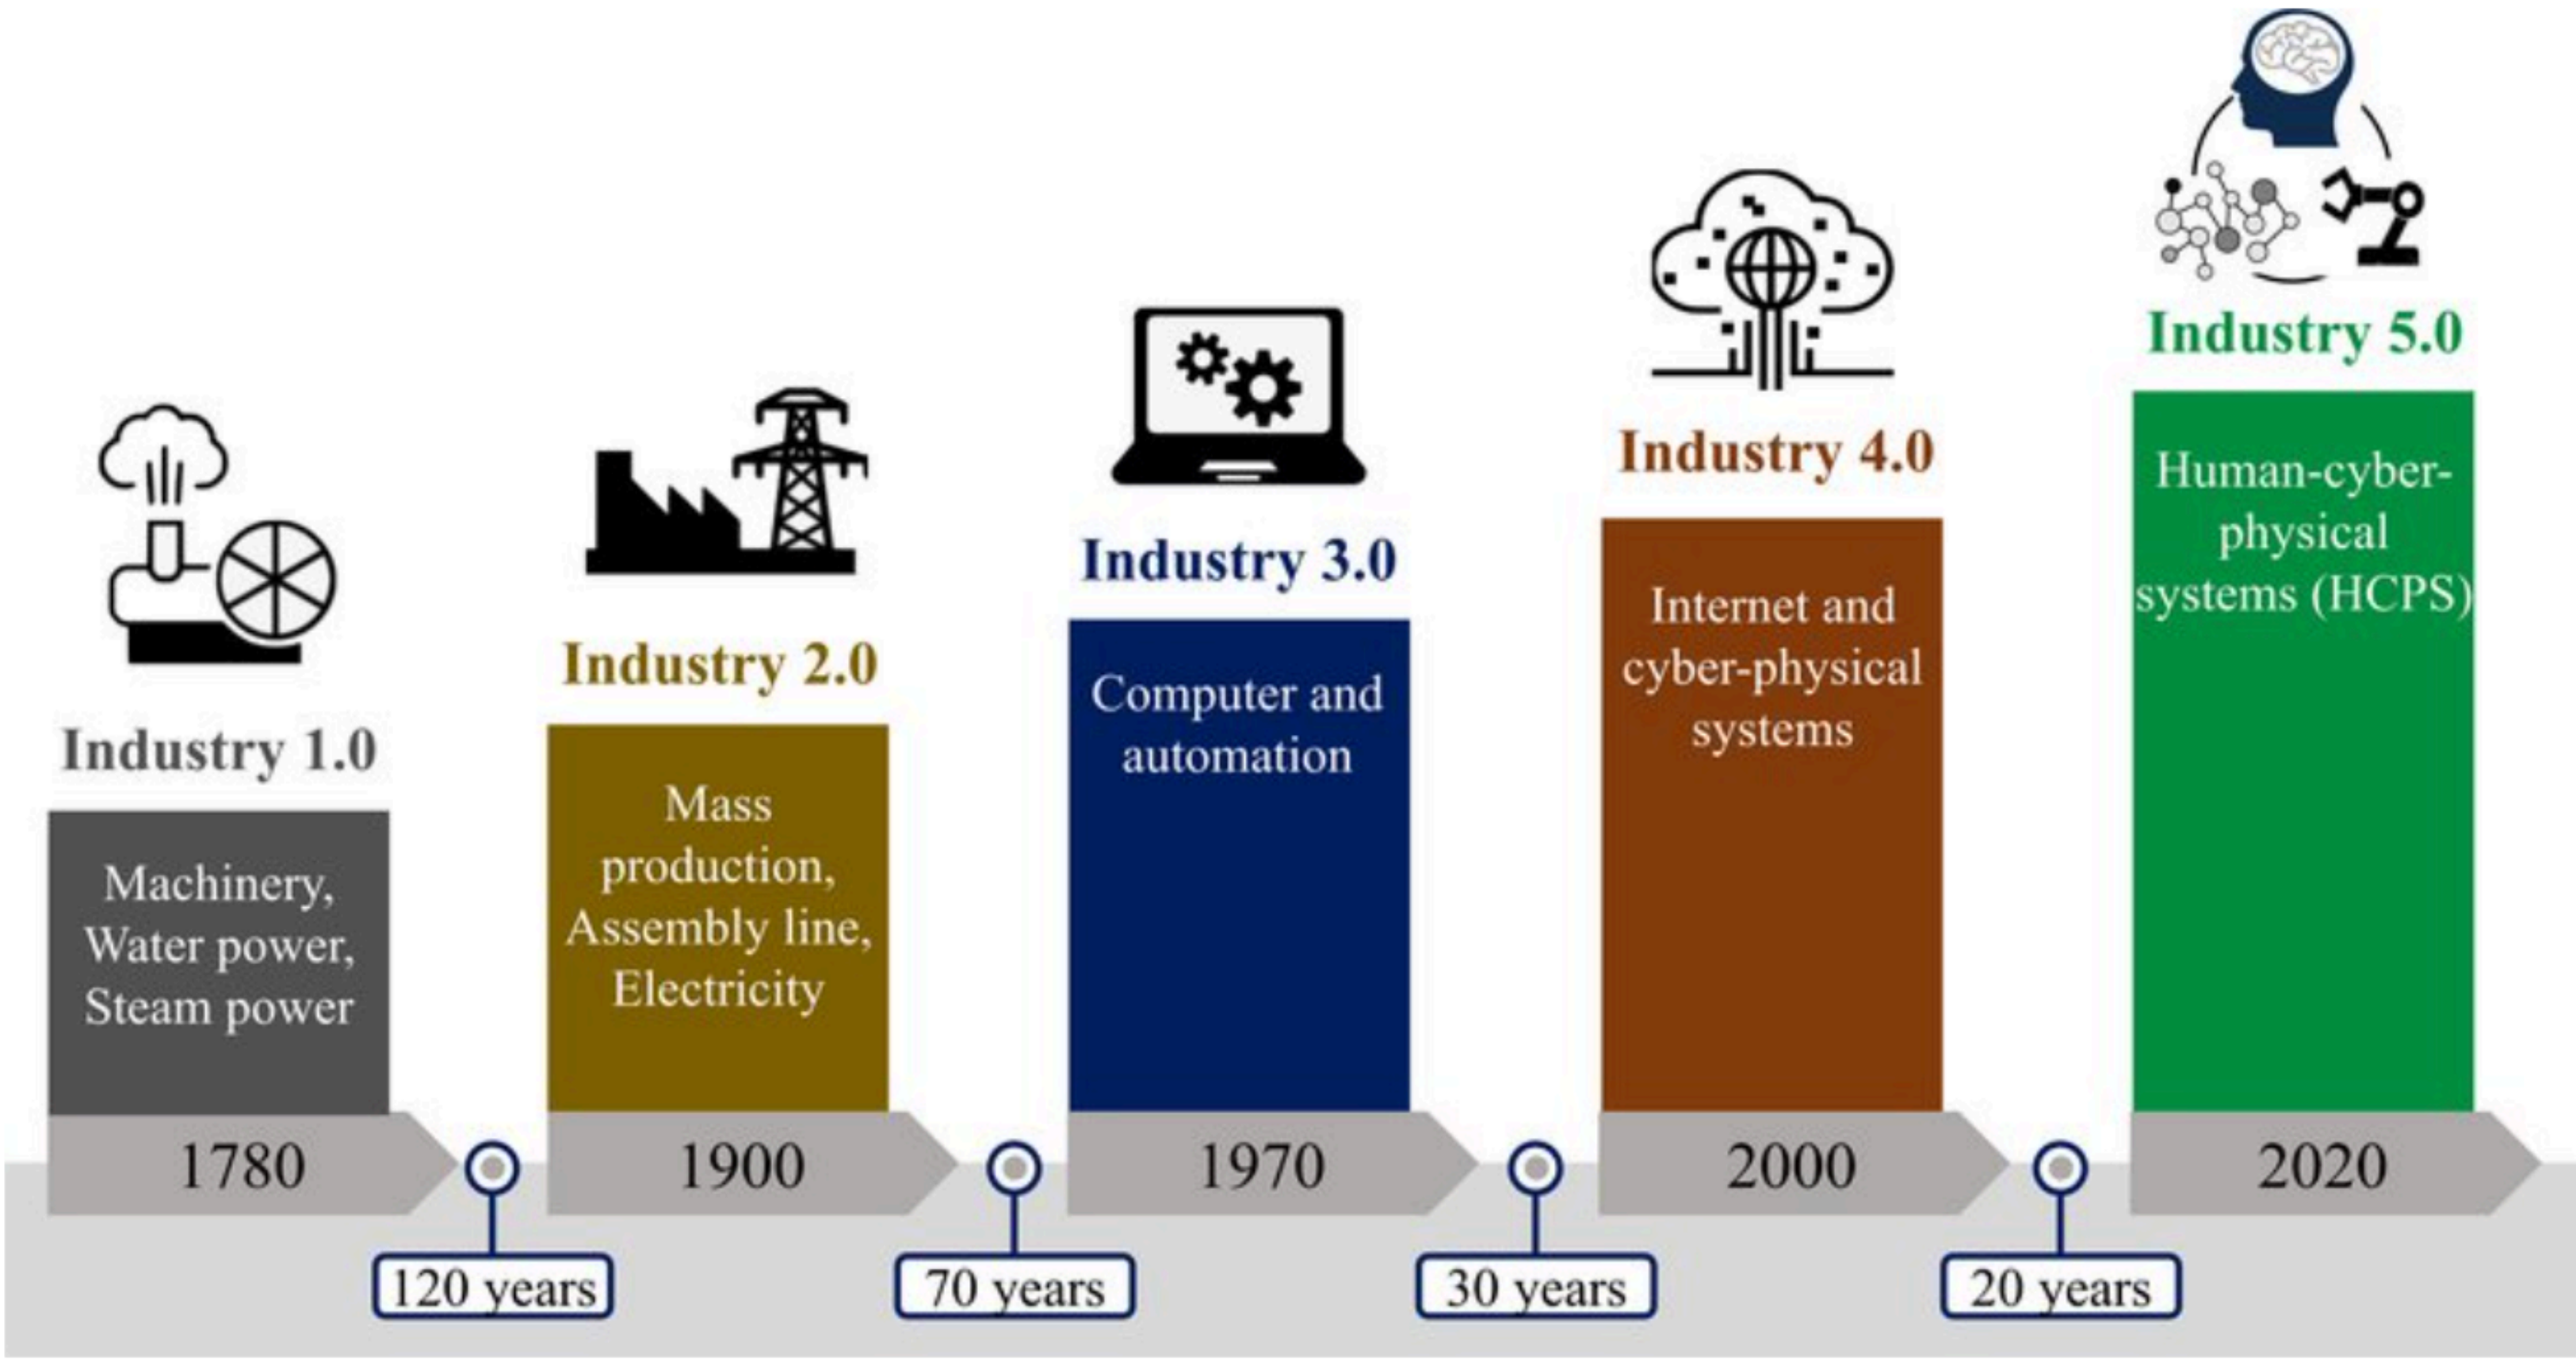 Industry 1.0
Machinery,
Water power,
Steam power
1780
120 years
Industry 2.0
Mass
production,
Assembly line,
Electricity
1900
70 years
Industry 3.0
Computer and
automation
1970
30 years
Industry 4.0
Internet and
cyber-physical
systems
2000
20 years
Industry 5.0
Human-cyber-
physical
systems (HCPS)
2020